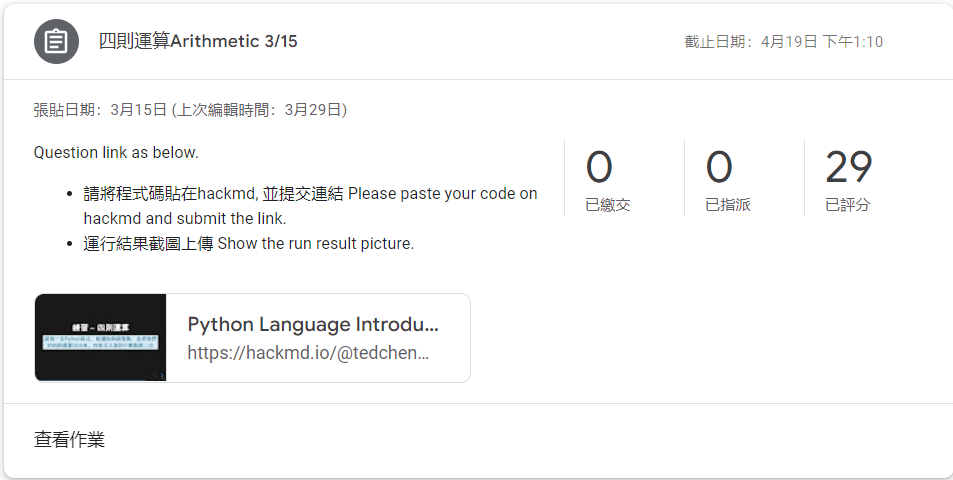 四則運算Arithmetic 3/15
截止日期：4月19日 下午1:10
張貼日期：3月15日 (上次編輯時間：3月29日)
Question link as below.
請將程式碼貼在hackmd, 並提交連結 Please paste your code on
hackmd and submit the link.
運行結果截圖上傳 Show the run result picture.
0
已繳交
0
已指派
29
已評分
練習 – 四則運算
Python Language Introdu...
https://hackmd.io/@tedchen...
查看作業